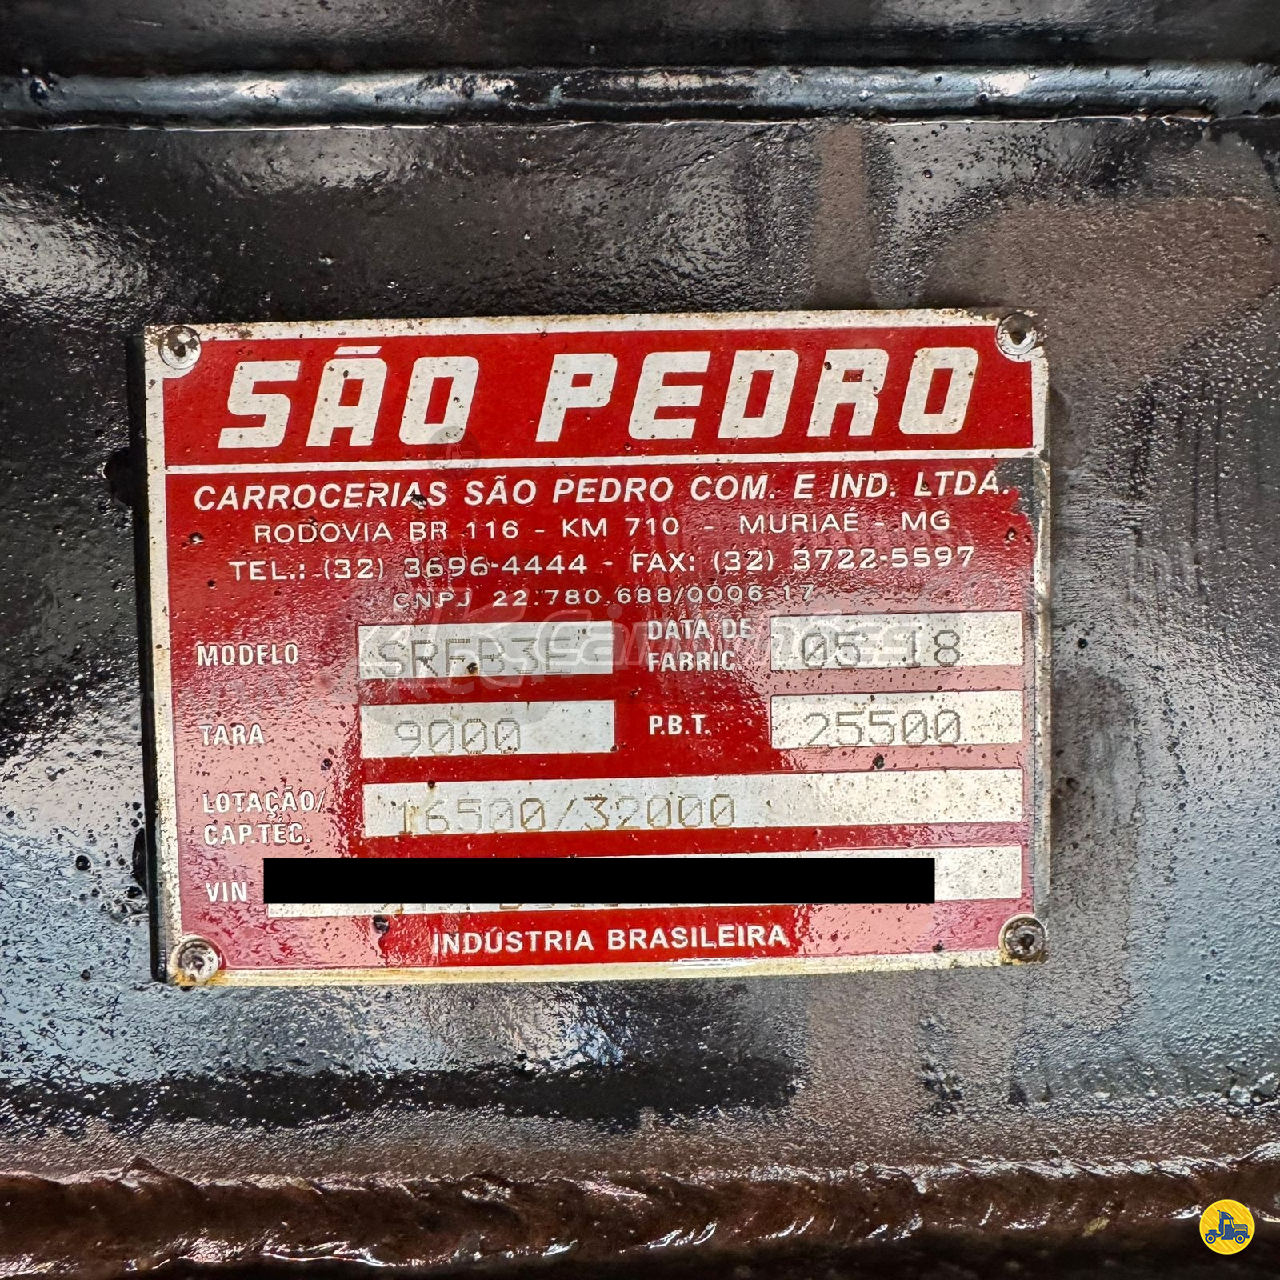 SÃO PEDRO
CARROCERIAS SÃO PEDRO COM. E IND. LTDA.
RODOVIA BR 116 - KM 710 - MURIAÉ - MG
TEL.: (32) 3696-4444 - FAX: (32) 3722-5597
CNPJ 22.780.688/0006-17
MODELO SRFB3E DATA DE FABRIC 05 18
TARA 9000 P.B.T. 25500
LOTAÇÃO/ CAP.TEC. 16500/32000
VIN
INDÚSTRIA BRASILEIRA